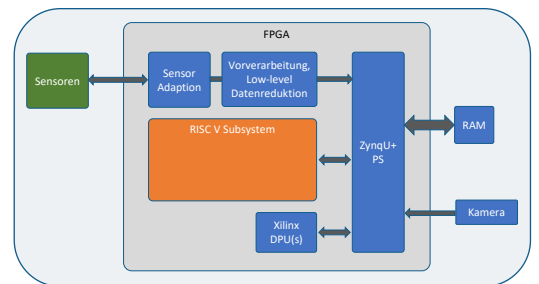 FPGA
Sensoren
Sensor
Adaption
Vorverarbeitung,
Low-level
Datenreduktion
RISC V Subsystem
ZynqU+
PS
RAM
Kamera
Xilinx
DPU(s)